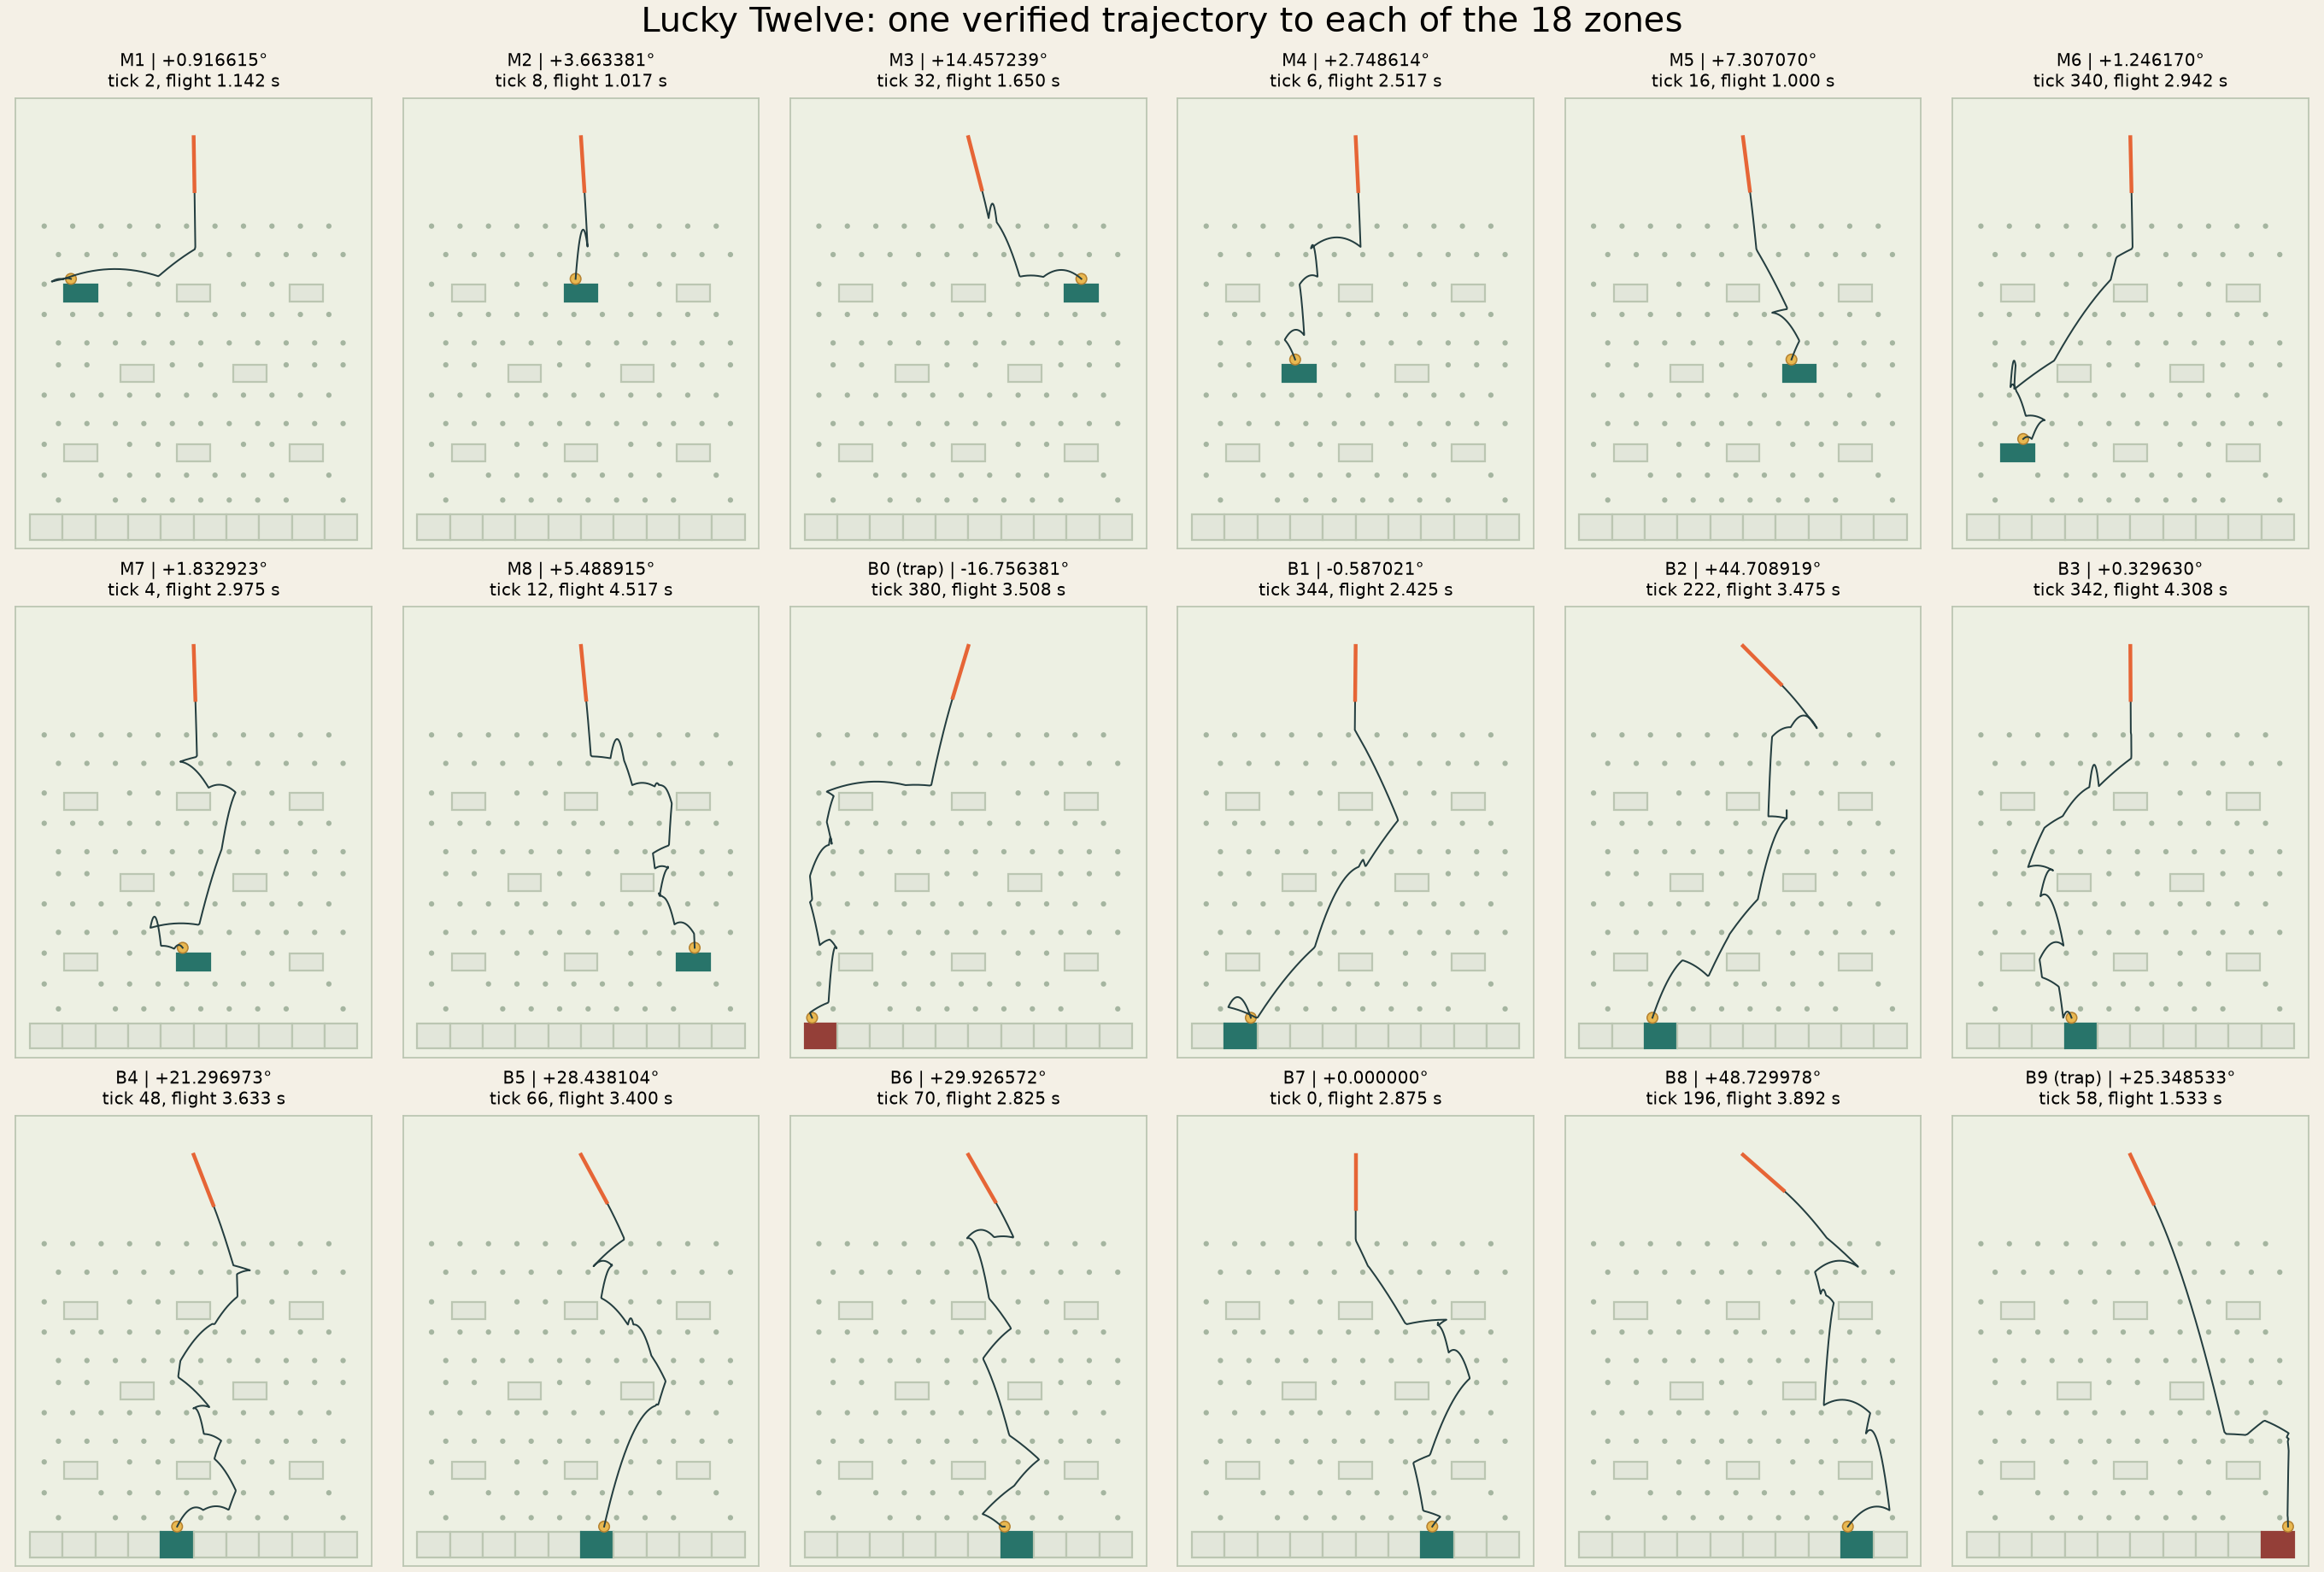 Lucky Twelve: one verified trajectory to each of the 18 zones
M1 | +0.916615°
tick 2, flight 1.142 s
M2 | +3.663381°
tick 8, flight 1.017 s
M3 | +14.457239°
tick 32, flight 1.650 s
M4 | +2.748614°
tick 6, flight 2.517 s
M5 | +7.307070°
tick 16, flight 1.000 s
M6 | +1.246170°
tick 340, flight 2.942 s
M7 | +1.832923°
tick 4, flight 2.975 s
M8 | +5.488915°
tick 12, flight 4.517 s
B0 (trap) | -16.756381°
tick 380, flight 3.508 s
B1 | -0.587021°
tick 344, flight 2.425 s
B2 | +44.708919°
tick 222, flight 3.475 s
B3 | +0.329630°
tick 342, flight 4.308 s
B4 | +21.296973°
tick 48, flight 3.633 s
B5 | +28.438104°
tick 66, flight 3.400 s
B6 | +29.926572°
tick 70, flight 2.825 s
B7 | +0.000000°
tick 0, flight 2.875 s
B8 | +48.729978°
tick 196, flight 3.892 s
B9 (trap) | +25.348533°
tick 58, flight 1.533 s